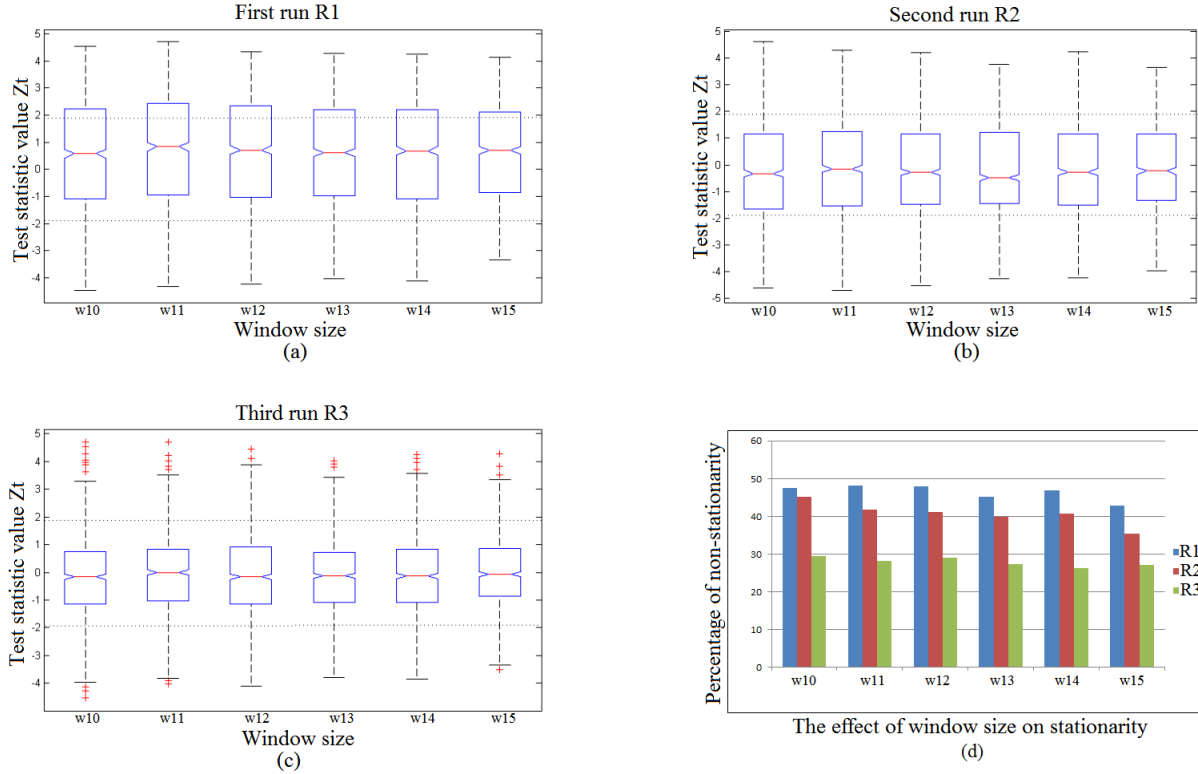 First run R1
Test statistic value Zt
5
4
3
2
1
0
-1
-2
-3
-4
w10 w11 w12 w13 w14 w15
Window size
(a)
Second run R2
Test statistic value Zt
5
4
3
2
1
0
-1
-2
-3
-4
-5
w10 w11 w12 w13 w14 w15
Window size
(b)
Third run R3
Test statistic value Zt
5
4
3
2
1
0
-1
-2
-3
-4
w10 w11 w12 w13 w14 w15
Window size
(c)
Percentage of non-stationarity
60
50
40
30
20
10
0
w10 w11 w12 w13 w14 w15
R1
R2
R3
The effect of window size on stationarity
(d)